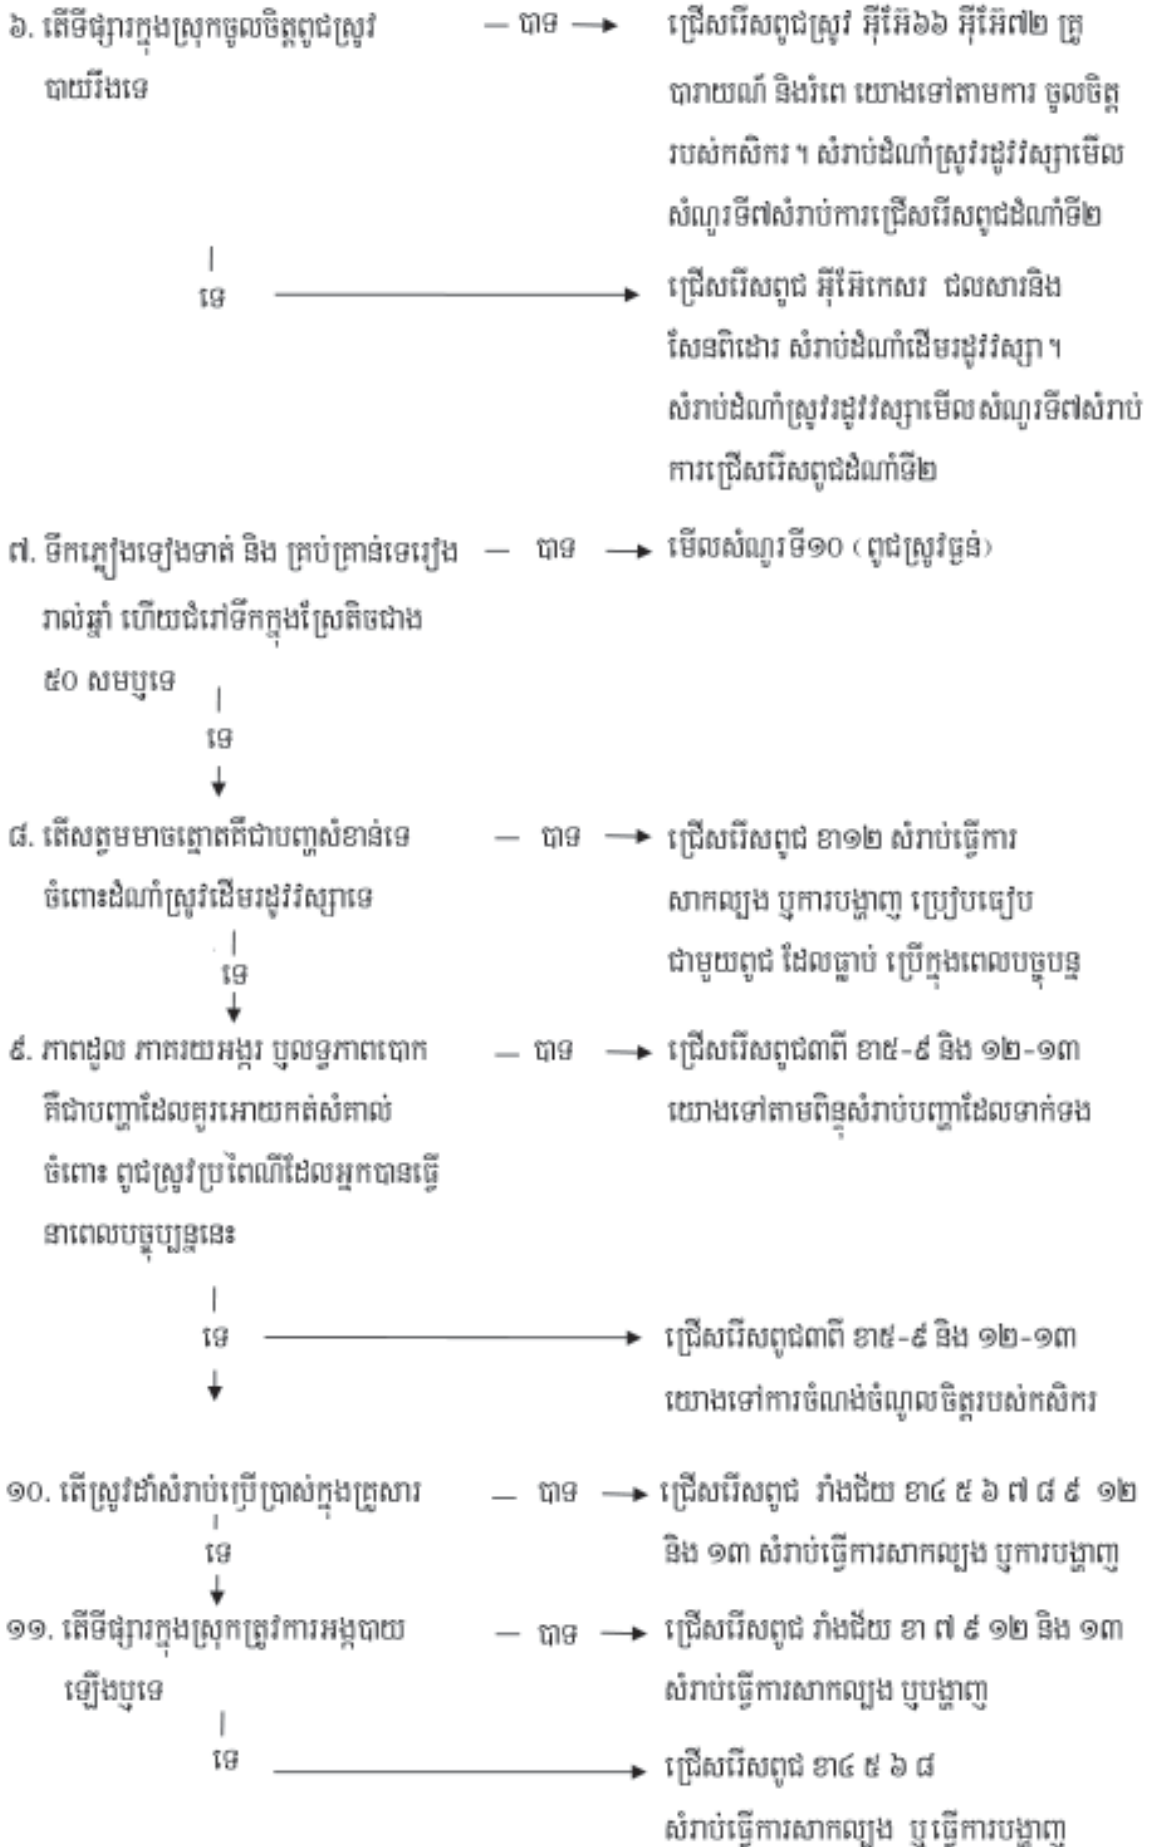 ៦. តើទីផ្សារក្នុងស្រុកចូលចិត្តពូជស្រូវ — បាទ → ជ្រើសរើសពូជស្រូវ អ៊ីអ៊ែ៦៦ អ៊ីអ៊ែ៧២ គ្រូ
បាយរឹងទេ បារាយណ៍ និងរំពេ យោងទៅតាមការ ចូលចិត្ត
របស់កសិករ ។ សំរាប់ដំណាំស្រូវរដូវវស្សាមើល
សំណួរទី៧សំរាប់ការជ្រើសរើសពូជដំណាំទី២
ទេ → ជ្រើសរើសពូជ អ៊ីអ៊ែកេសរ ជលសារនិង
សែនពិដោរ សំរាប់ដំណាំដើមរដូវវស្សា ។
សំរាប់ដំណាំស្រូវរដូវវស្សាមើលសំណួរទី៧សំរាប់
ការជ្រើសរើសពូជដំណាំទី២
៧. ទឹកភ្លៀងទៀងទាត់ និង គ្រប់គ្រាន់ទេរៀង — បាទ → មើលសំណួរទី១០ (ពូជស្រូវធ្ងន់)
រាល់ឆ្នាំ ហើយជំរៅទឹកក្នុងស្រែតិចជាង
៥០ សមប្ញទេ
ទេ
៨. តើសត្វមមាចត្នោតគឺជាបញ្ហសំខាន់ទេ — បាទ → ជ្រើសរើសពូជ ខា១២ សំរាប់ធ្វើការ
ចំពោះដំណាំស្រូវដើមរដូវវស្សាទេ សាកល្បង ប្ញការបង្ហាញ ប្រៀបធៀប
ទេ ជាមួយពូជ ដែលធ្លាប់ ប្រើក្នុងពេលបច្ចុបន្ន
៩. ភាពដួល ភាគរយអង្ករ ប្ញលទ្ធភាពបោក — បាទ → ជ្រើសរើសពូជ៣ពី ខា៥-៩ និង ១២-១៣
គឺជាបញ្ហាដែលគួរអោយកត់សំគាល់ យោងទៅតាមពិន្ទុសំរាប់បញ្ហាដែលទាក់ទង
ចំពោះ ពូជស្រូវប្រពៃណីដែលអ្នកបានធ្វើ
នាពេលបច្ចុប្បន្ននេះ
ទេ → ជ្រើសរើសពូជ៣ពី ខា៥-៩ និង ១២-១៣
យោងទៅការចំណង់ចំណូលចិត្តរបស់កសិករ
១០. តើស្រូវដាំសំរាប់ប្រើប្រាស់ក្នុងគ្រួសារ — បាទ → ជ្រើសរើសពូជ រាំងជ័យ ខា៤ ៥ ៦ ៧ ៨ ៩ ១២
ទេ និង ១៣ សំរាប់ធ្វើការសាកល្បង ប្ញការបង្ហាញ
១១. តើទីផ្សារក្នុងស្រុកត្រូវការអង្កបាយ — បាទ → ជ្រើសរើសពូជ រាំងជ័យ ខា ៧ ៩ ១២ និង ១៣
ឡើងប្ញទេ សំរាប់ធ្វើការសាកល្បង ប្ញបង្ហាញ
ទេ → ជ្រើសរើសពូជ ខា៤ ៥ ៦ ៨
សំរាប់ធ្វើការសាកល្បង ប្ញ ធ្វើការបង្ហាញ